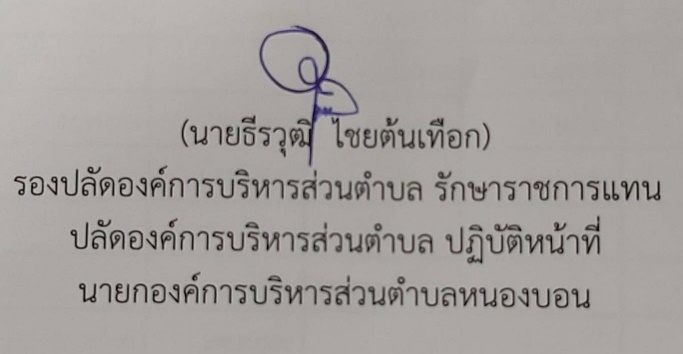 (นายธีรวุฒิ ไชยต้นเทือก)
รองปลัดองค์การบริหารส่วนตำบล รักษาราชการแทน
ปลัดองค์การบริหารส่วนตำบล ปฏิบัติหน้าที่
นายกองค์การบริหารส่วนตำบลหนองบอน